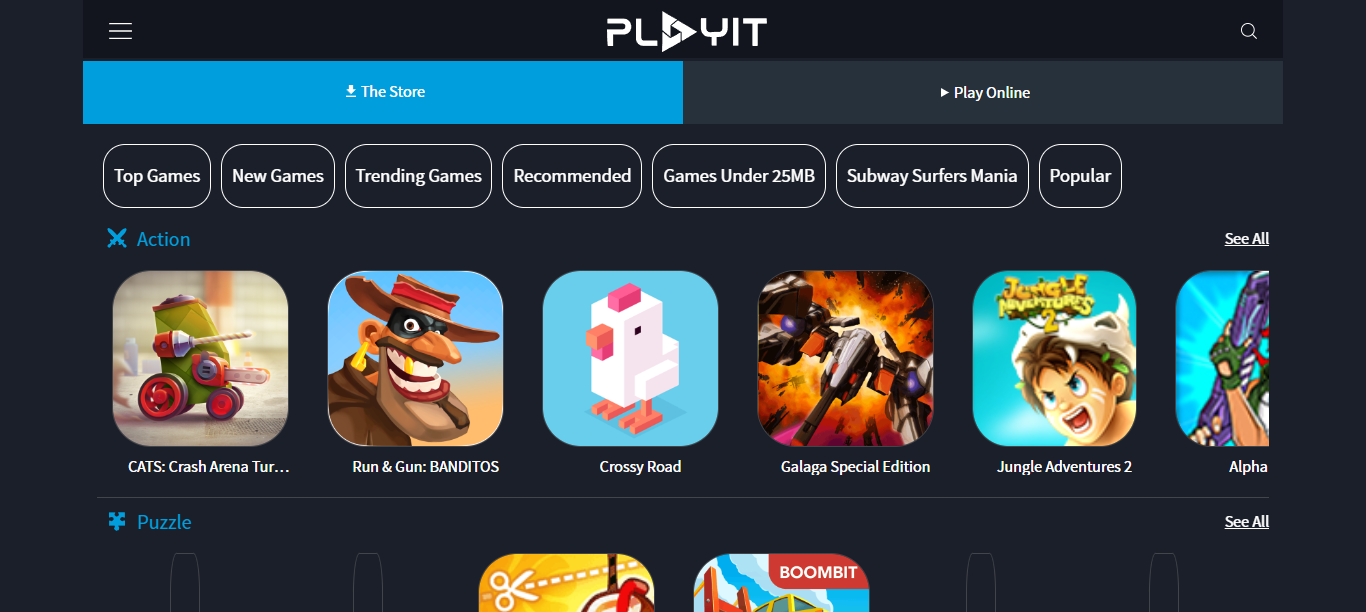 PLAYIT
The Store
Play Online
Top Games
New Games
Trending Games
Recommended
Games Under 25MB
Subway Surfers Mania
Popular
Action
See All
JUNGLE
ADVENTURES
2
CATS: Crash Arena Tur...
Run & Gun: BANDITOS
Crossy Road
Galaga Special Edition
Jungle Adventures 2
Alpha
Puzzle
See All
BOOMBIT